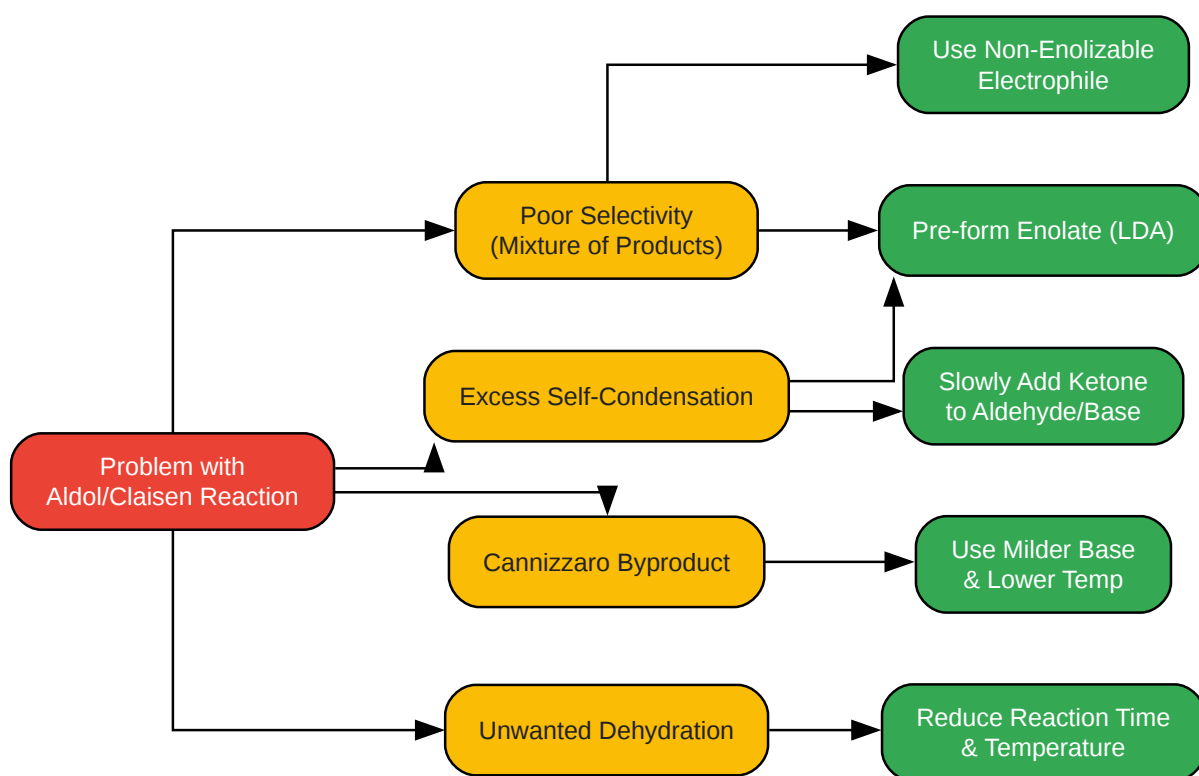 Use Non-Enolizable
Electrophile
Poor Selectivity
(Mixture of Products)
Pre-form Enolate (LDA)
Excess Self-Condensation
Slowly Add Ketone
to Aldehyde/Base
Problem with
Aldol/Claisen Reaction
Cannizzaro Byproduct
Use Milder Base
& Lower Temp
Unwanted Dehydration
Reduce Reaction Time
& Temperature